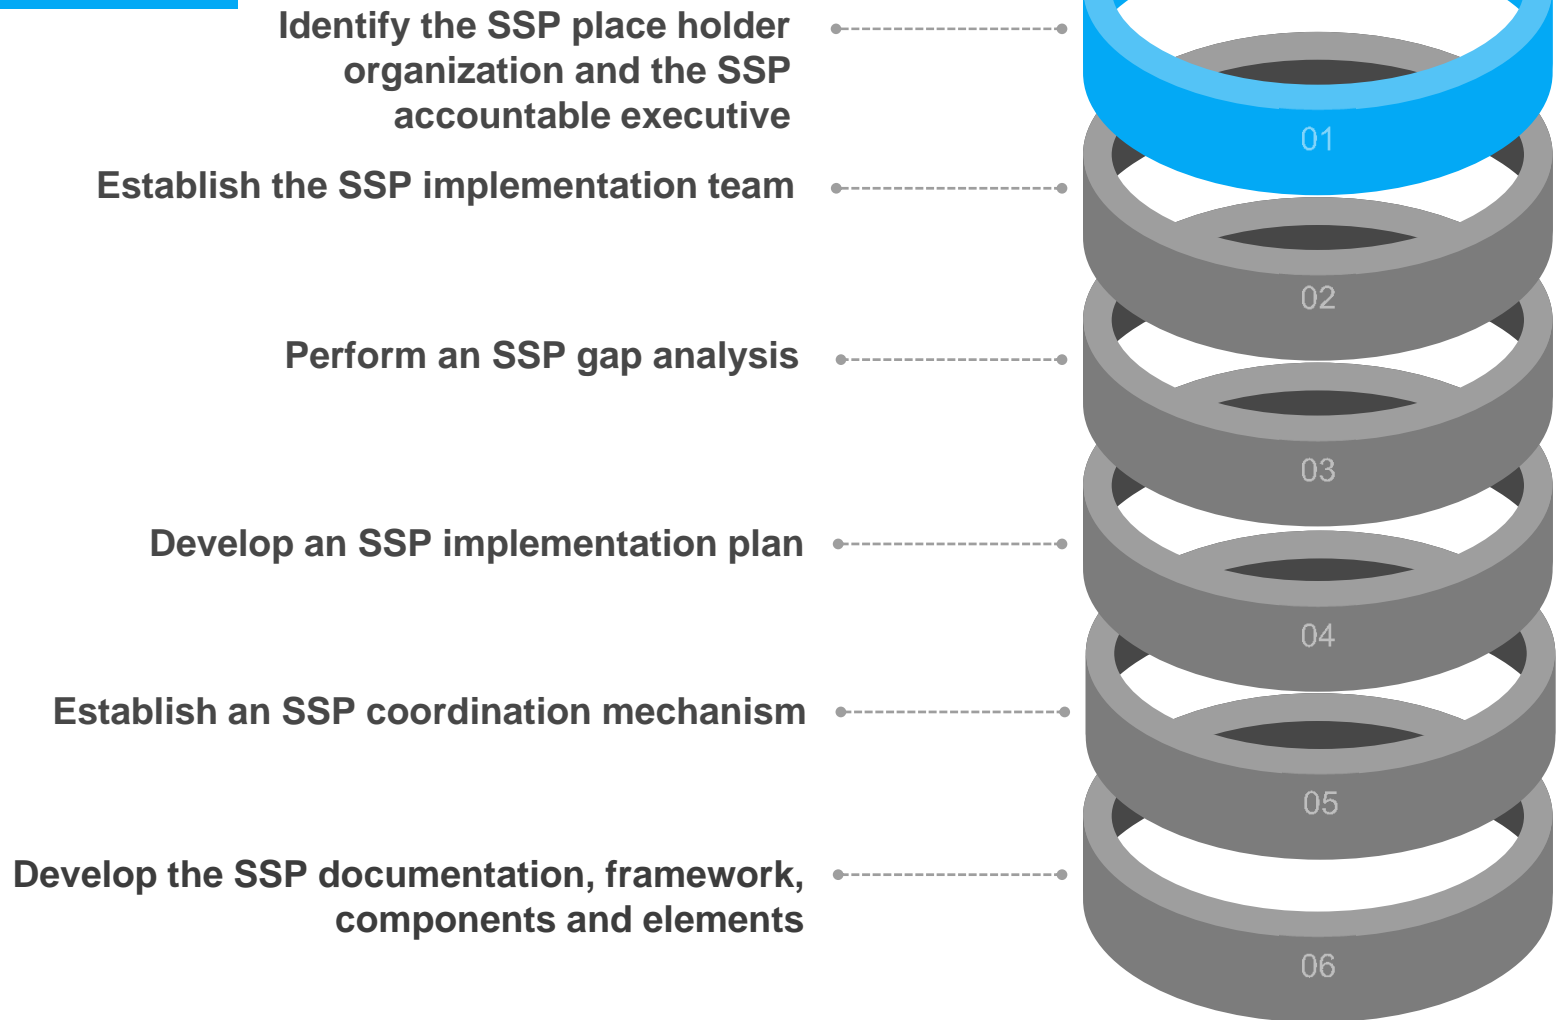 Identify the SSP place holder
organization and the SSP
accountable executive
01
Establish the SSP implementation team
02
Perform an SSP gap analysis
03
Develop an SSP implementation plan
04
Establish an SSP coordination mechanism
05
Develop the SSP documentation, framework,
components and elements
06